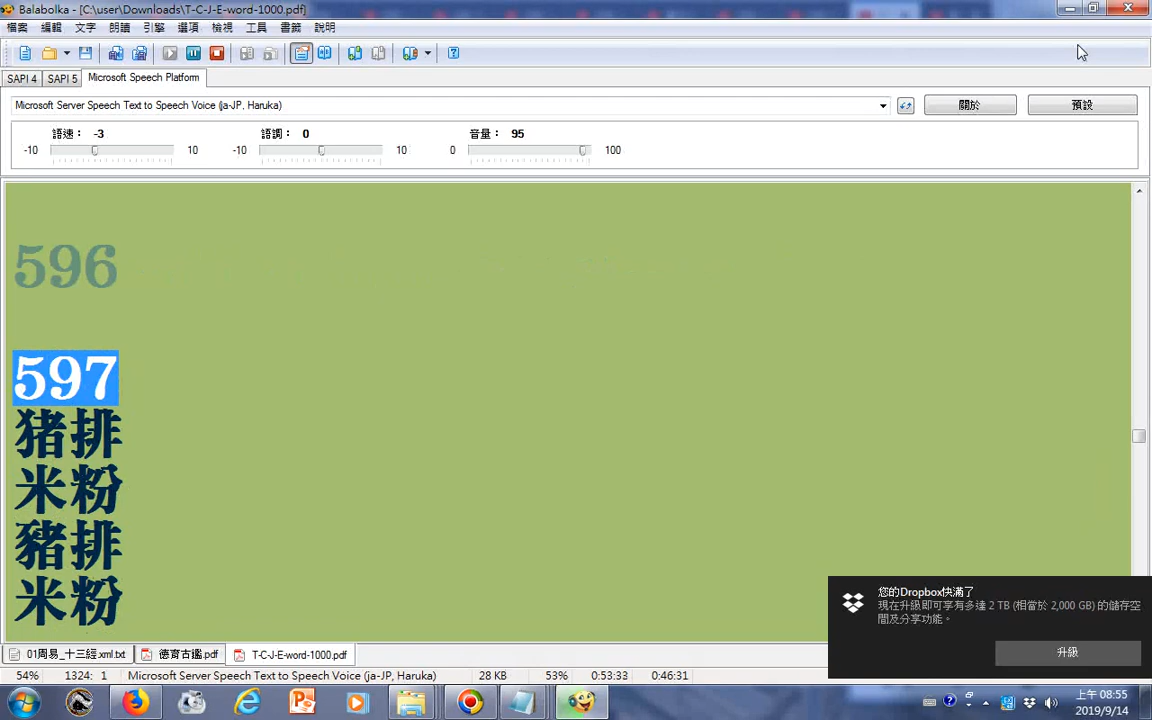 Balabolka - [C:\user\Downloads\T-C-J-E-word-1000.pdf]
檔案 編輯 文字 朗讀 引擎 選項 檢視 工具 書籤 說明
SAPI 4 SAPI 5 Microsoft Speech Platform
Microsoft Server Speech Text to Speech Voice (ja-JP, Haruka) 關於 預設
語速： -3 語調： 0 音量： 95
-10 10 -10 10 0 100
596
597
猪排
米粉
豬排
米粉
您的Dropbox快滿了
現在升級即可享有多達 2 TB (相當於 2,000 GB) 的儲存空
間及分享功能。
升級
01周易_十三經.xml.txt 德育古鑑.pdf T-C-J-E-word-1000.pdf
54% 1324: 1 Microsoft Server Speech Text to Speech Voice (ja-JP, Haruka) 28 KB 53% 0:53:33 0:46:31
上午 08:55
2019/9/14